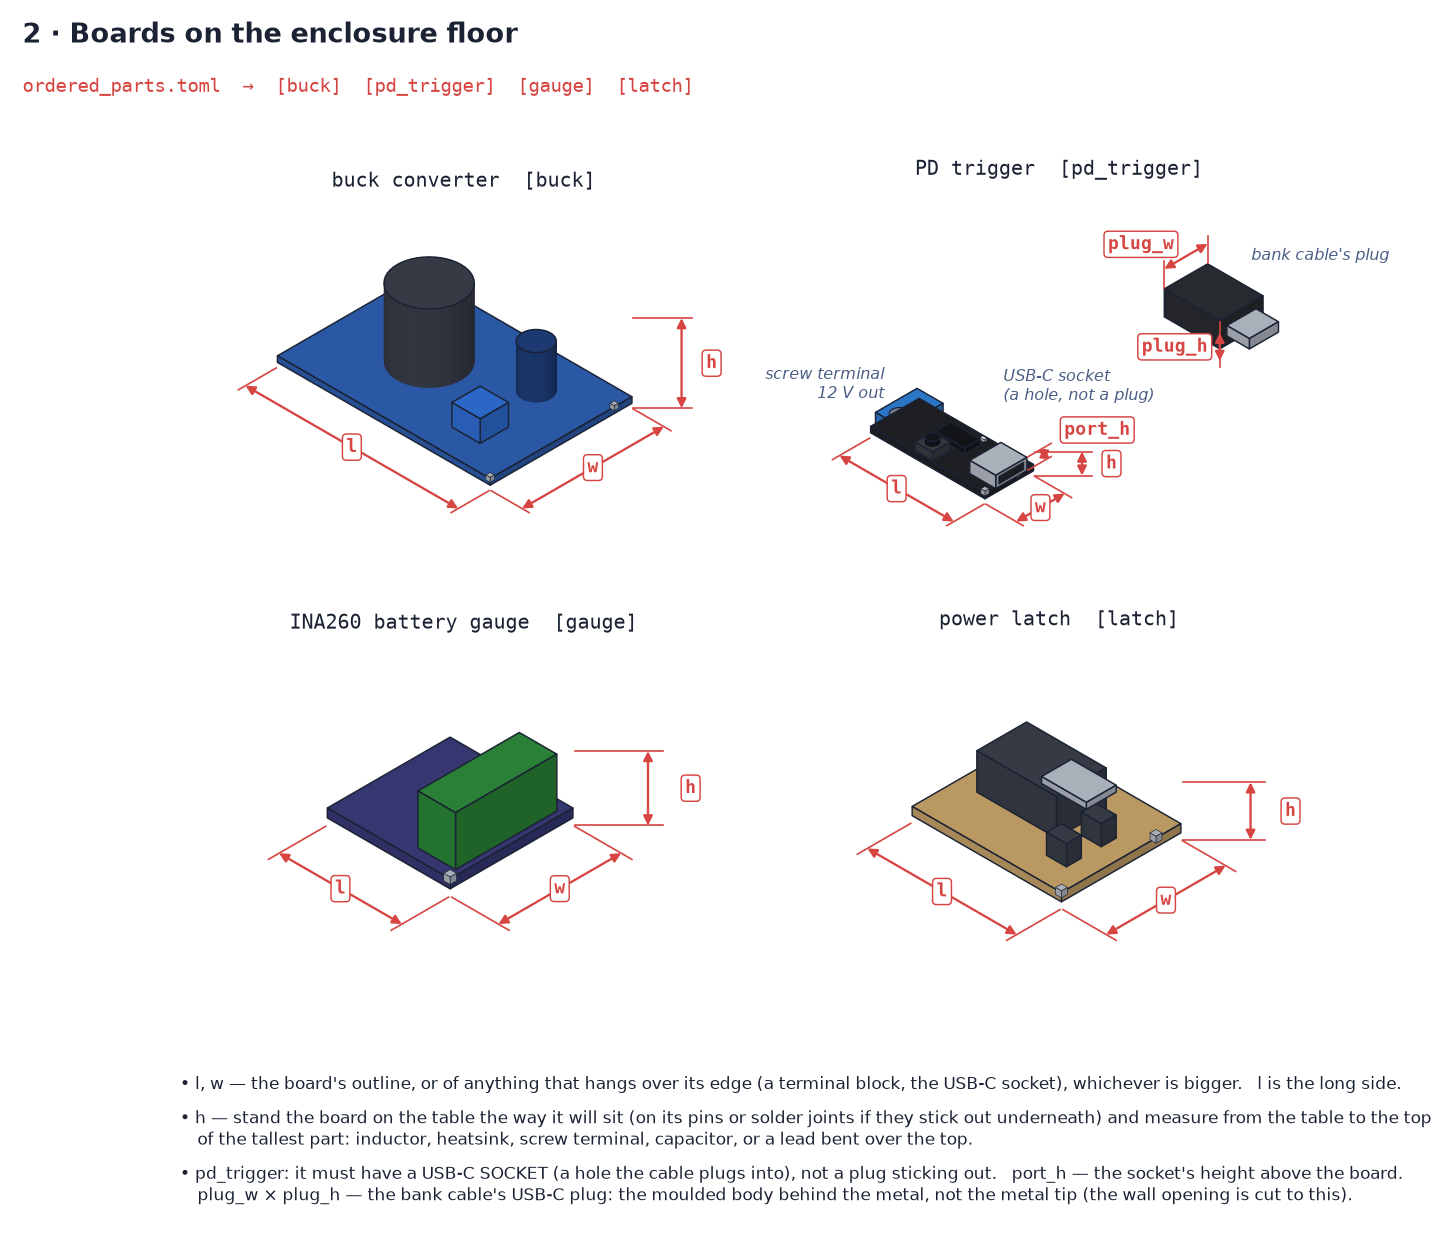 2 · Boards on the enclosure floor
ordered_parts.toml → [buck] [pd_trigger] [gauge] [latch]
buck converter [buck]
h
l
w
PD trigger [pd_trigger]
plug_w
bank cable's plug
plug_h
screw terminal
12 V out
USB-C socket
(a hole, not a plug)
port_h
h
l
w
INA260 battery gauge [gauge]
h
l
w
power latch [latch]
h
l
w
• l, w — the board's outline, or of anything that hangs over its edge (a terminal block, the USB-C socket), whichever is bigger. l is the long side.
• h — stand the board on the table the way it will sit (on its pins or solder joints if they stick out underneath) and measure from the table to the top
of the tallest part: inductor, heatsink, screw terminal, capacitor, or a lead bent over the top.
• pd_trigger: it must have a USB-C SOCKET (a hole the cable plugs into), not a plug sticking out. port_h — the socket's height above the board.
plug_w × plug_h — the bank cable's USB-C plug: the moulded body behind the metal, not the metal tip (the wall opening is cut to this).